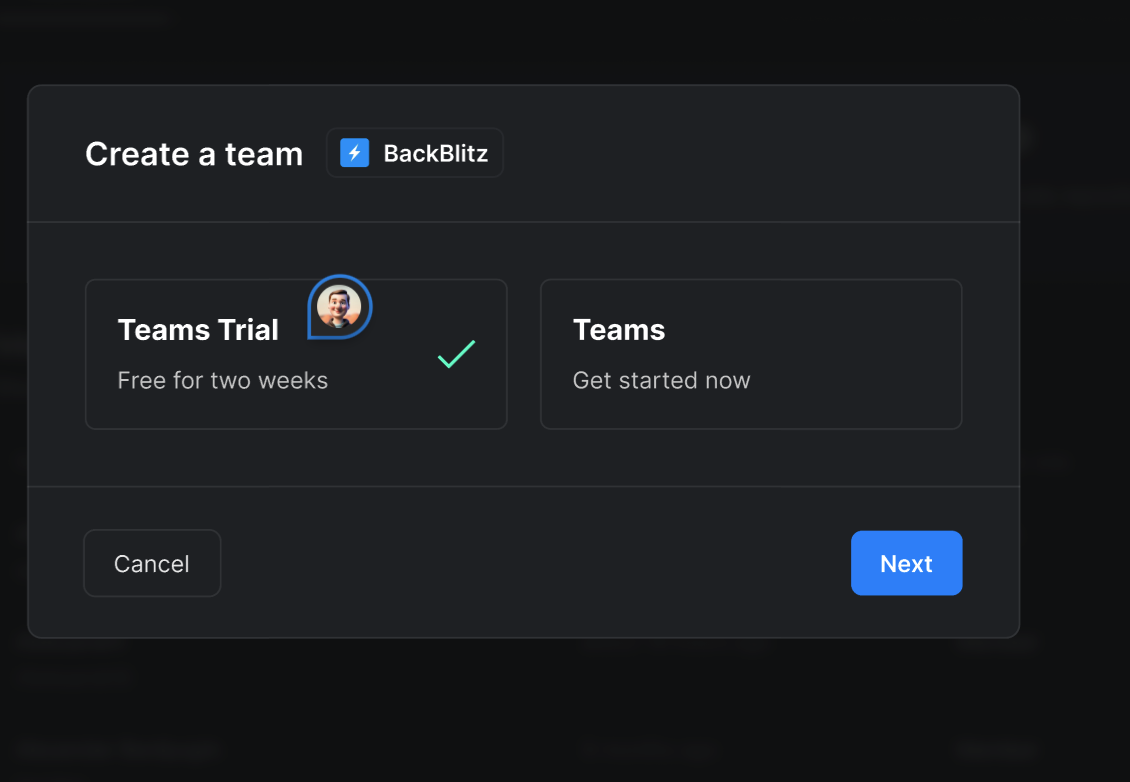 Create a team
BackBlitz
Teams Trial
Free for two weeks
Teams
Get started now
Cancel
Next